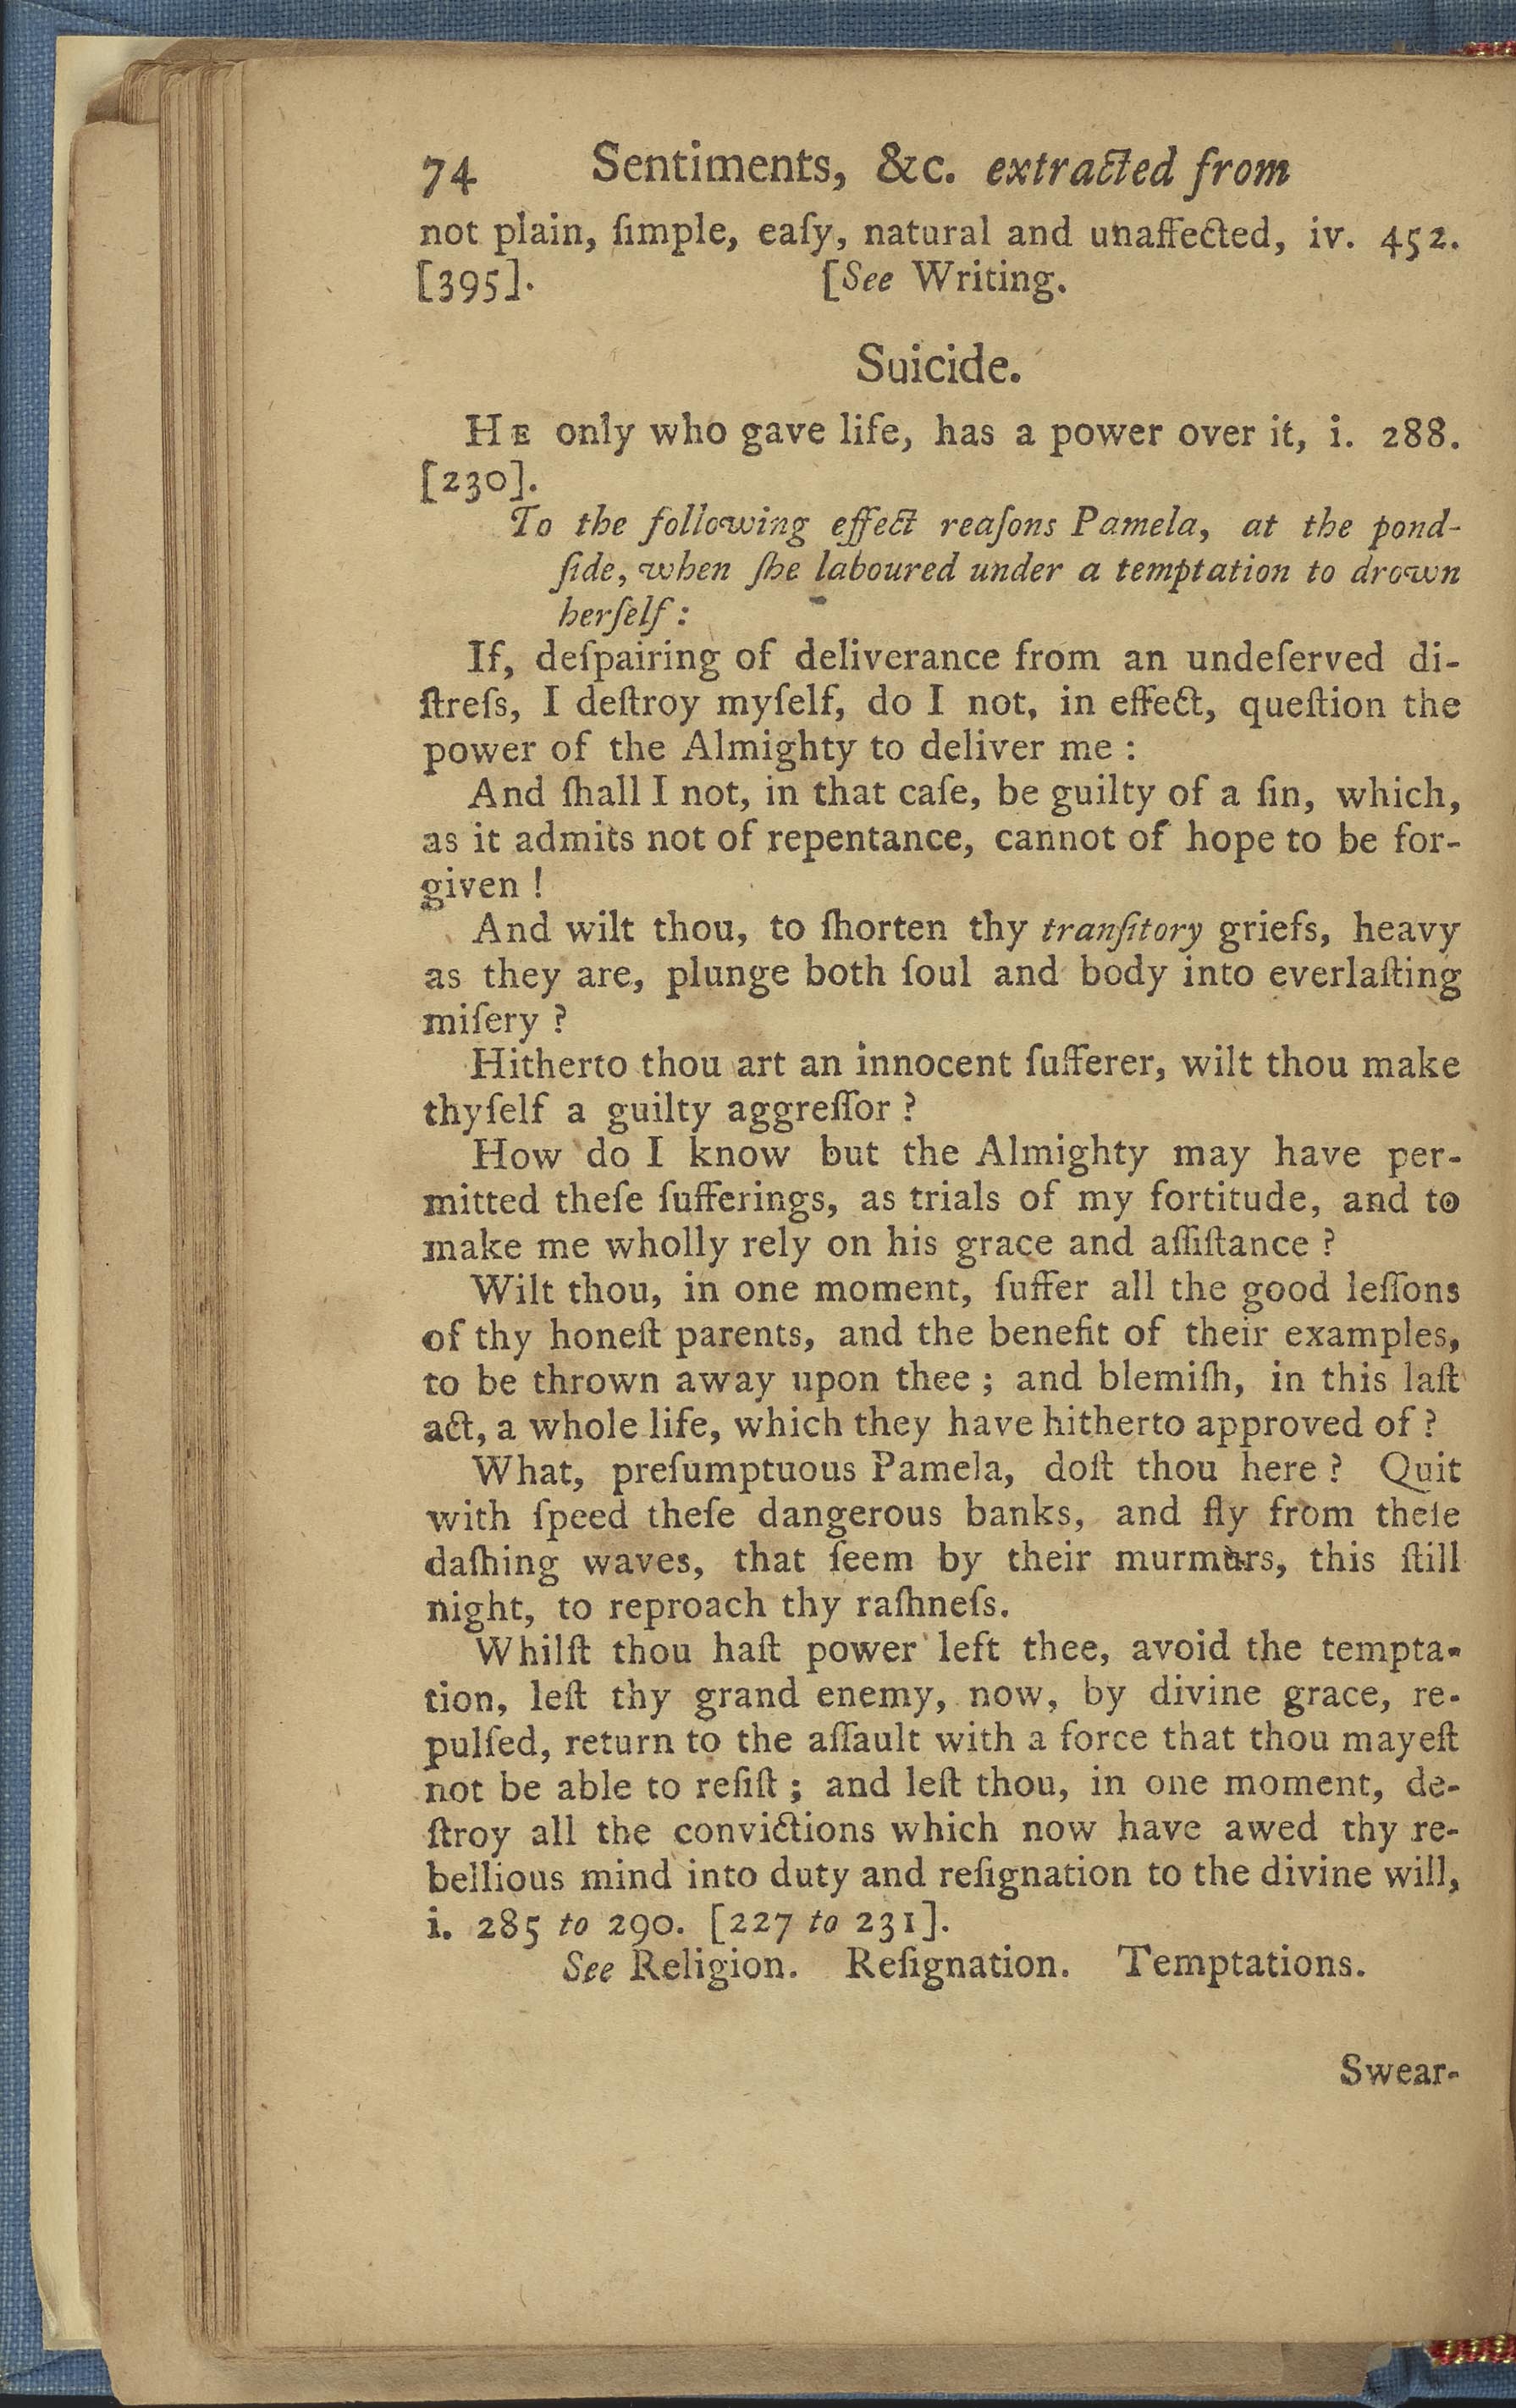 74 Sentiments, &c. extracted from
not plain, ſimple, eaſy, natural and unaffected, iv. 452.
[395]. [See Writing.
Suicide.
HE only who gave life, has a power over it, i. 288.
[230].
To the following effect reaſons Pamela, at the pond-
ſide, when ſhe laboured under a temptation to drown
herſelf:
If, deſpairing of deliverance from an undeſerved di-
ſtreſs, I deſtroy myſelf, do I not, in effect, queſtion the
power of the Almighty to deliver me :
And ſhall I not, in that caſe, be guilty of a ſin, which,
as it admits not of repentance, cannot of hope to be for-
given !
And wilt thou, to ſhorten thy tranſitory griefs, heavy
as they are, plunge both ſoul and body into everlaſting
miſery ?
Hitherto thou art an innocent ſufferer, wilt thou make
thyſelf a guilty aggreſſor ?
How do I know but the Almighty may have per-
mitted theſe ſufferings, as trials of my fortitude, and to
make me wholly rely on his grace and aſſiſtance ?
Wilt thou, in one moment, ſuffer all the good leſſons
of thy honeſt parents, and the benefit of their examples,
to be thrown away upon thee ; and blemiſh, in this laſt
act, a whole life, which they have hitherto approved of ?
What, preſumptuous Pamela, doſt thou here ? Quit
with ſpeed theſe dangerous banks, and fly from theſe
daſhing waves, that ſeem by their murmurs, this ſtill
night, to reproach thy raſhneſs.
Whilſt thou haſt power left thee, avoid the tempta-
tion, leſt thy grand enemy, now, by divine grace, re-
pulſed, return to the aſſault with a force that thou mayeſt
not be able to reſiſt ; and leſt thou, in one moment, de-
ſtroy all the convictions which now have awed thy re-
bellious mind into duty and reſignation to the divine will,
i. 285 to 290. [227 to 231].
See Religion. Reſignation. Temptations.
Swear-